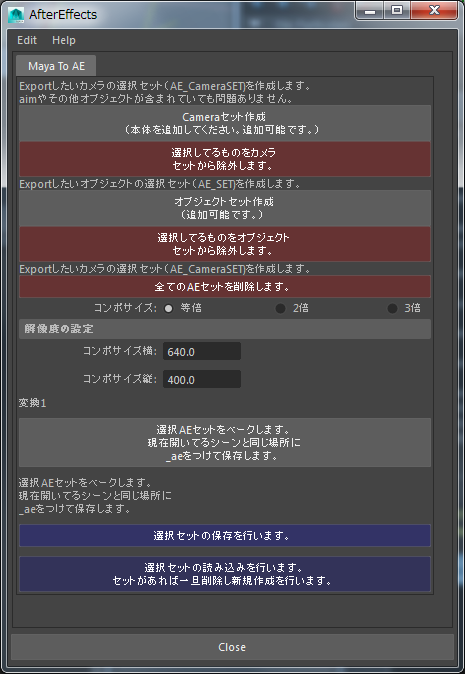 AfterEffects
Edit Help
Maya To AE
Exportしたいカメラの選択セット(AE_CameraSET)を作成します。
aimやその他オブジェクトが含まれていても問題ありません。
Cameraセット作成
(本体を追加してください。追加可能です。)
選択してるものをカメラ
セットから除外します。
Exportしたいオブジェクトの選択セット(AE_SET)を作成します。
オブジェクトセット作成
(追加可能です。)
選択してるものをオブジェクト
セットから除外します。
Exportしたいカメラの選択セット(AE_CameraSET)を作成します。
全てのAEセットを削除します。
コンポサイズ: 等倍 2倍 3倍
解像度の設定
コンポサイズ横: 640.0
コンポサイズ縦: 400.0
変換1
選択AEセットをベークします。
現在開いてるシーンと同じ場所に
_aeをつけて保存します。
選択AEセットをベークします。
現在開いてるシーンと同じ場所に
_aeをつけて保存します。
選択セットの保存を行います。
選択セットの読み込みを行います。
セットがあれば一旦削除し新規作成を行います。
Close